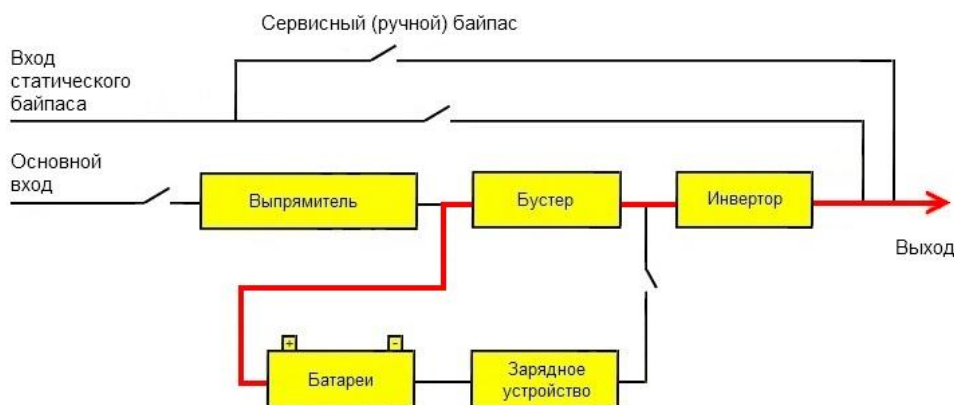 Сервисный (ручной) байпас
Вход
статического
байпаса
Основной
вход
Выпрямитель
Бустер
Инвертор
Выход
+
-
Батареи
Зарядное
устройство